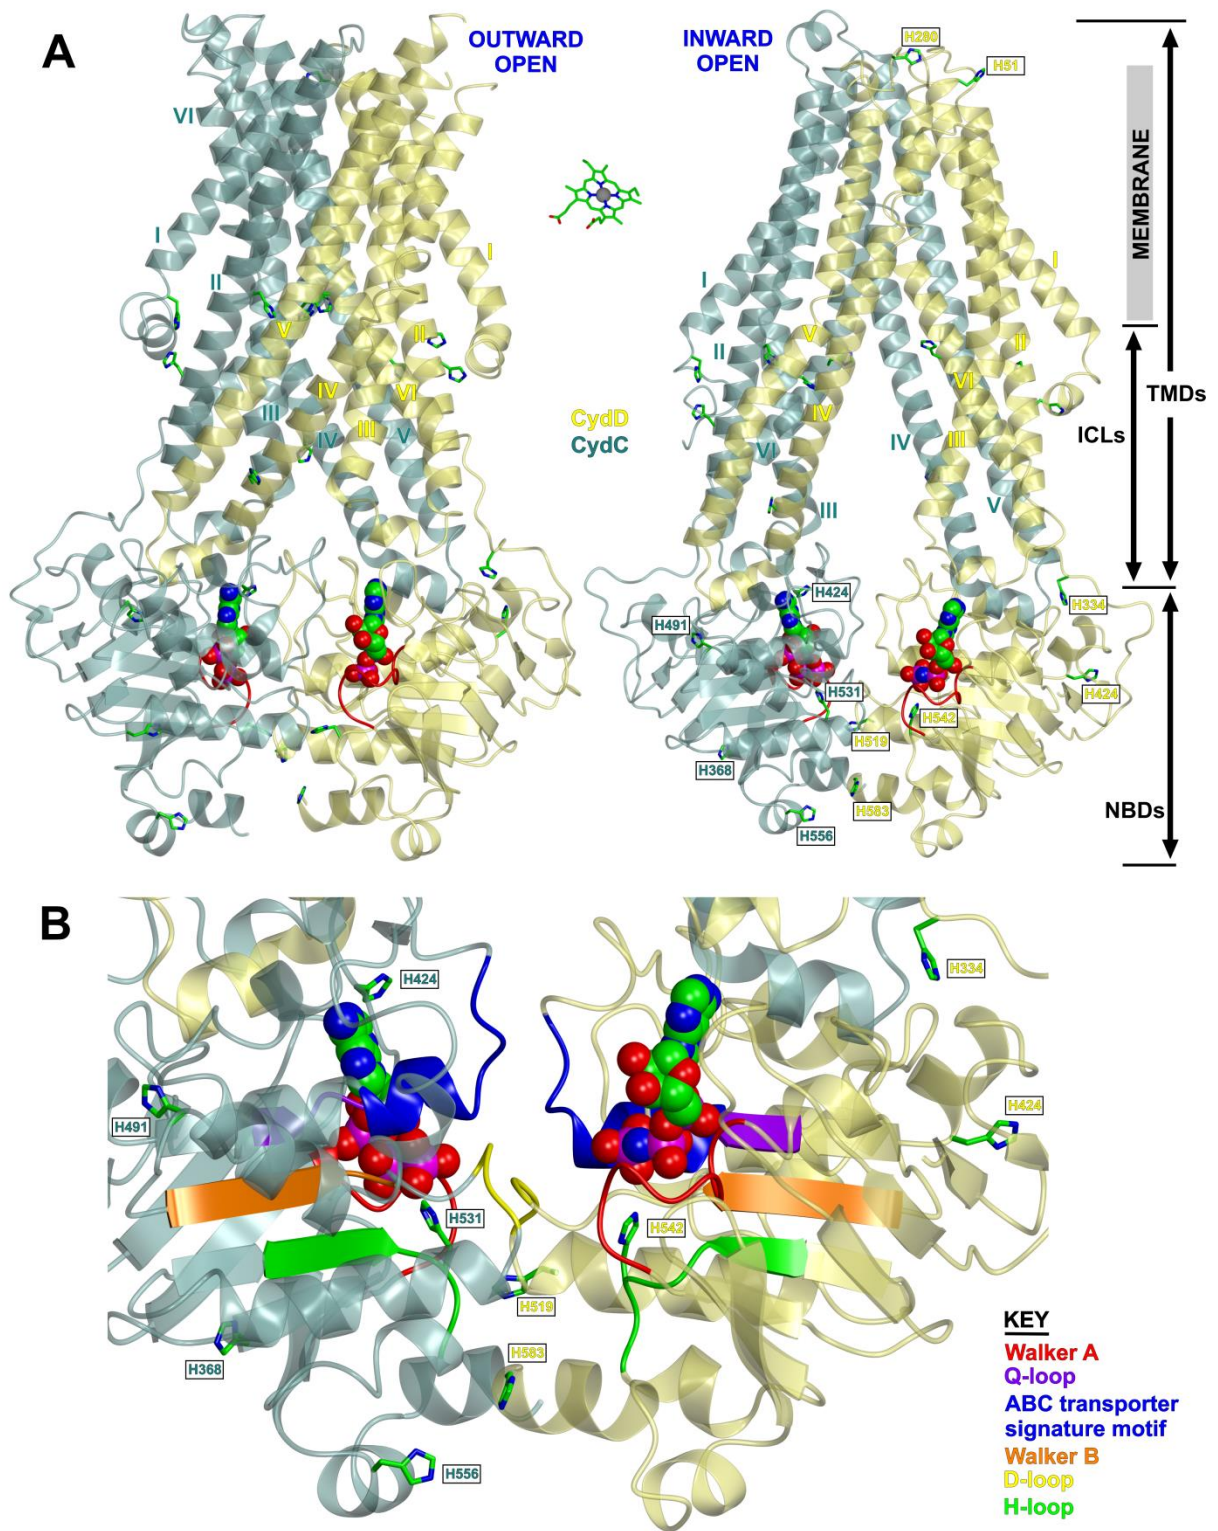 A
OUTWARD
OPEN
INWARD
OPEN
H280
H51
VI
MEMBRANE
I
I
II
I
I
V
II
V
II
II
IV
VI
VI
TMDs
III
CydD
IV
IV
III
V
CydC
IV
III
ICLs
VI
V
III
H424
H334
H491
H531
H424
H542
H519
H368
H583
NBDs
H556
B
H424
H334
H491
H424
H531
H542
H519
H368
H583
H556
KEY
Walker A
Q-loop
ABC transporter
signature motif
Walker B
D-loop
H-loop